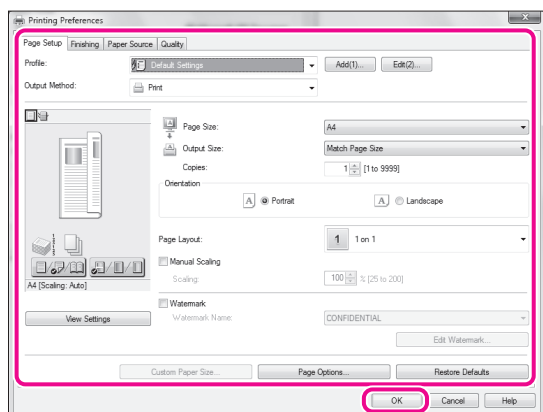 Printing Preferences
Page Setup Finishing Paper Source Quality
Profile: Default Settings Add(1)... Edit(2)...
Output Method: Print
Page Size: A4
Output Size: Match Page Size
Copies: 1 [1 to 9999]
Orientation
A Portrait A Landscape
Page Layout: 1 1 on 1
Manual Scaling
Scaling: 100 % [25 to 200]
A4 [Scaling: Auto]
Watermark
View Settings Watermark Name: CONFIDENTIAL
Edit Watermark...
Custom Paper Size... Page Options... Restore Defaults
OK Cancel Help